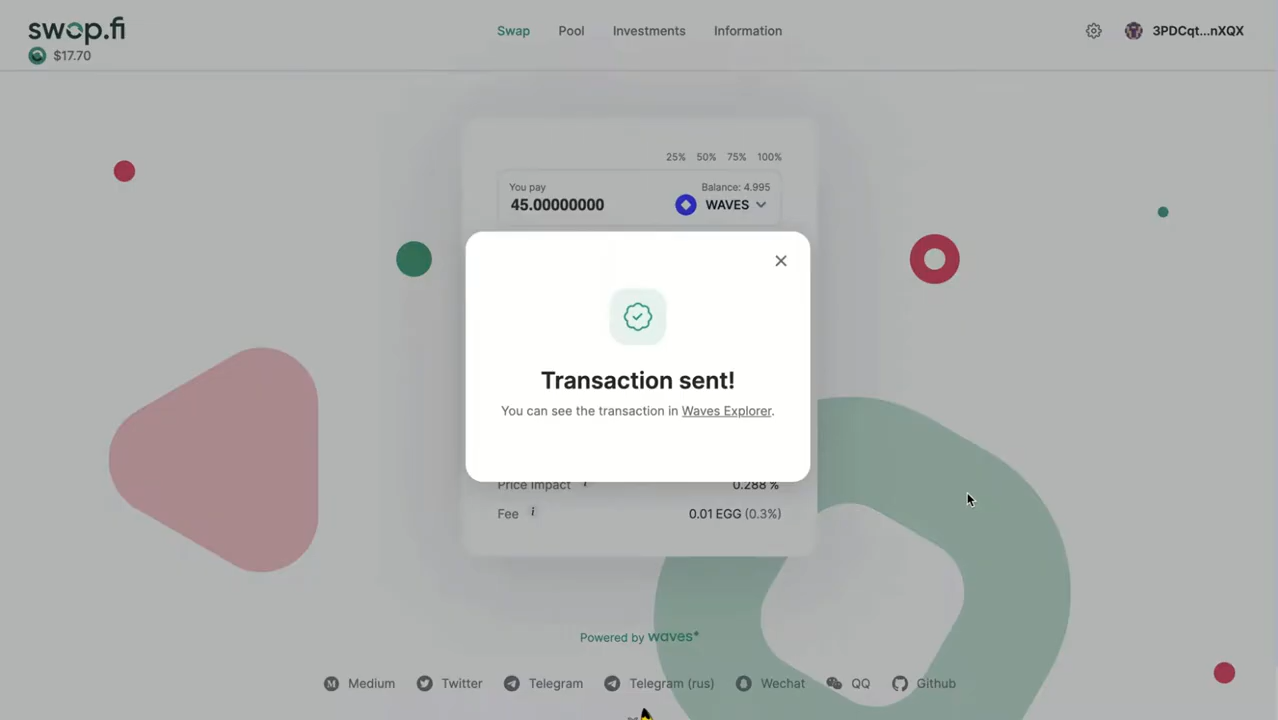 swop.fi
$17.70
Swap
Pool
Investments
Information
3PDCqt...nXQX
25% 50% 75% 100%
You pay
Balance: 4.995
45.00000000
WAVES
Transaction sent!
You can see the transaction in Waves Explorer.
Price Impact i
0.288 %
Fee i
0.01 EGG (0.3%)
Powered by waves
Medium
Twitter
Telegram
Telegram (rus)
Wechat
QQ
Github